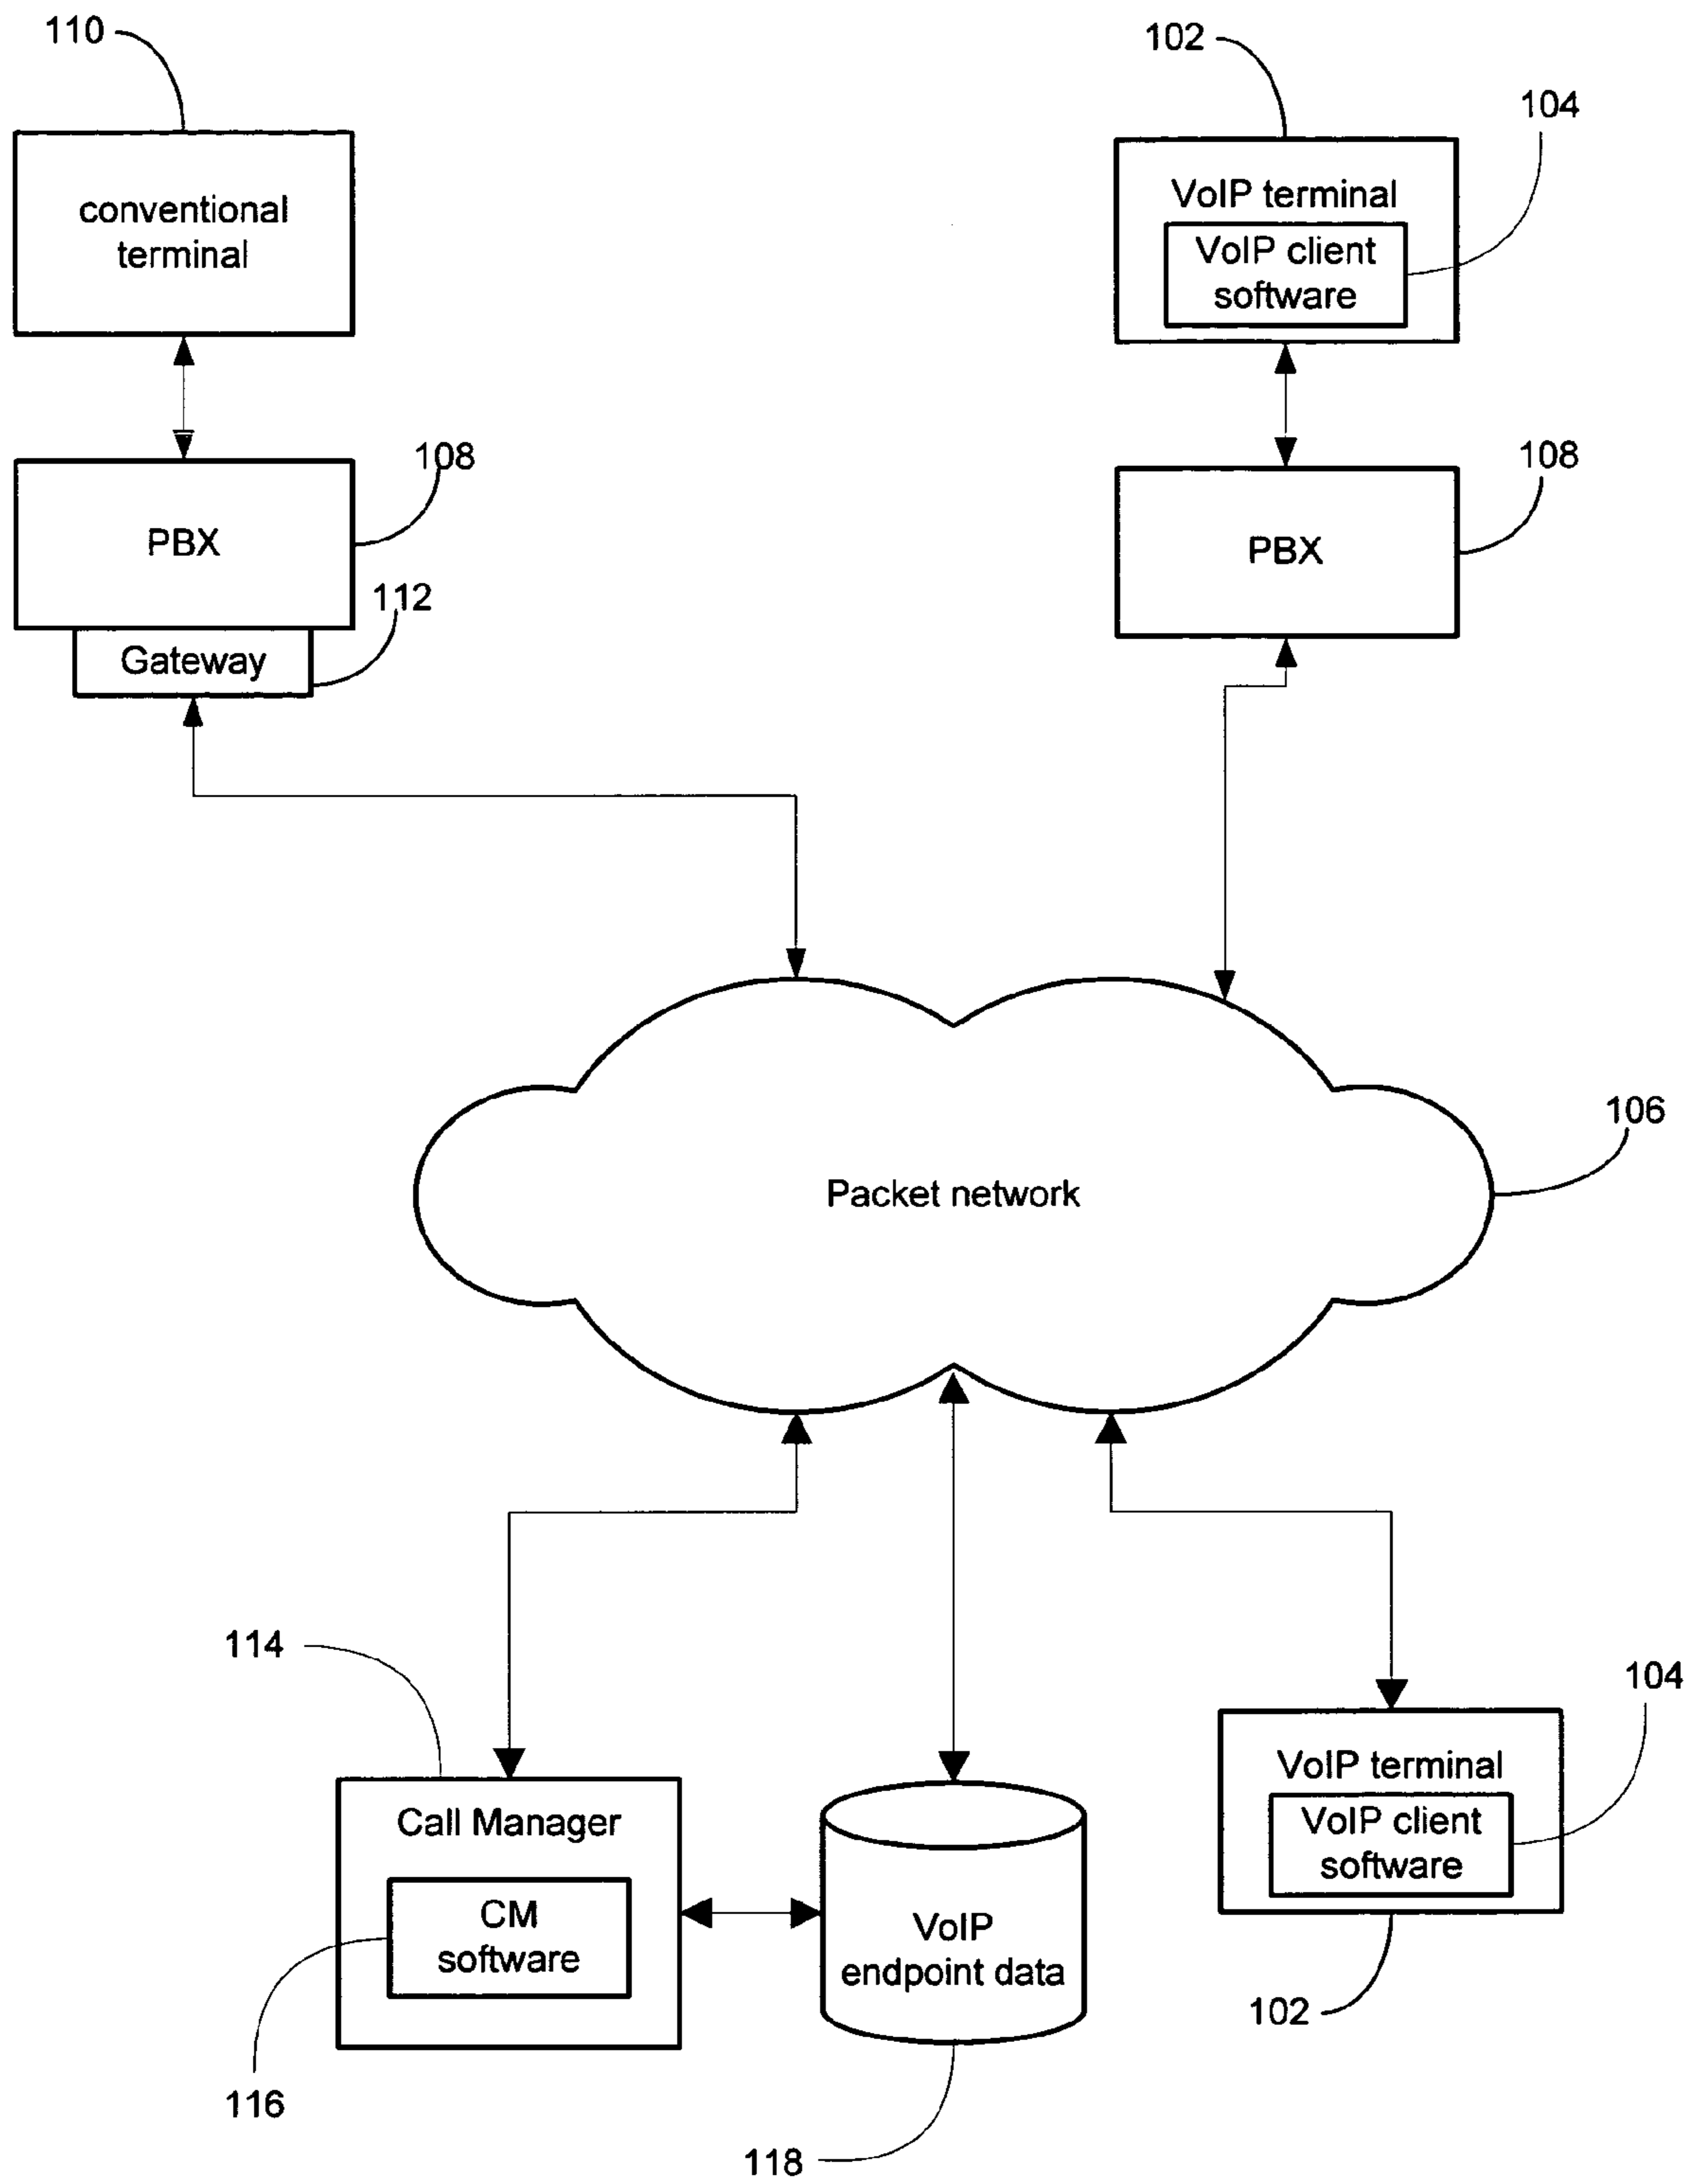 110
102
104
conventional
terminal
VoIP terminal
VoIP client
software
108
108
PBX
PBX
112
Gateway
106
Packet network
114
104
Call Manager
VoIP terminal
VoIP client
software
CM
software
VoIP
endpoint data
102
116
118